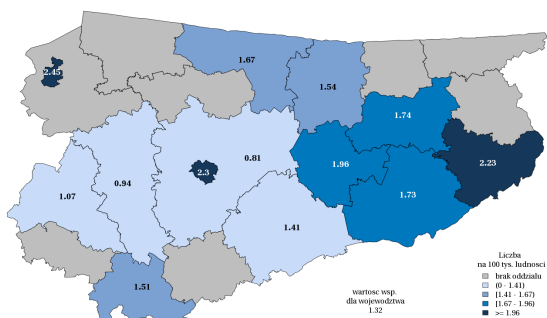 1.67
2.45
1.54
1.74
0.81
1.96
2.23
2.3
0.94
1.07
1.73
1.41
1.51
wartosc wsp.
dla wojewodztwa
1.32
Liczba
na 100 tys. ludnosci
brak oddzialu
(0 - 1.41)
[1.41 - 1.67)
[1.67 - 1.96)
>= 1.96